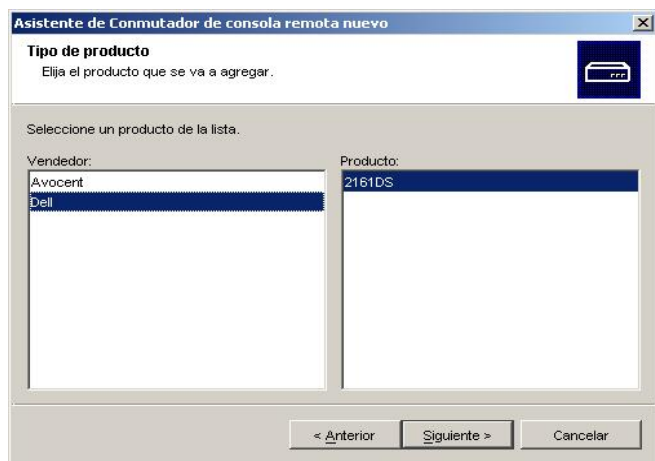 Asistente de Conmutador de consola remota nuevo
Tipo de producto
Elija el producto que se va a agregar.
Seleccione un producto de la lista.
Vendedor:
Producto:
Avocent
2161DS
Dell
< Anterior
Siguiente >
Cancelar